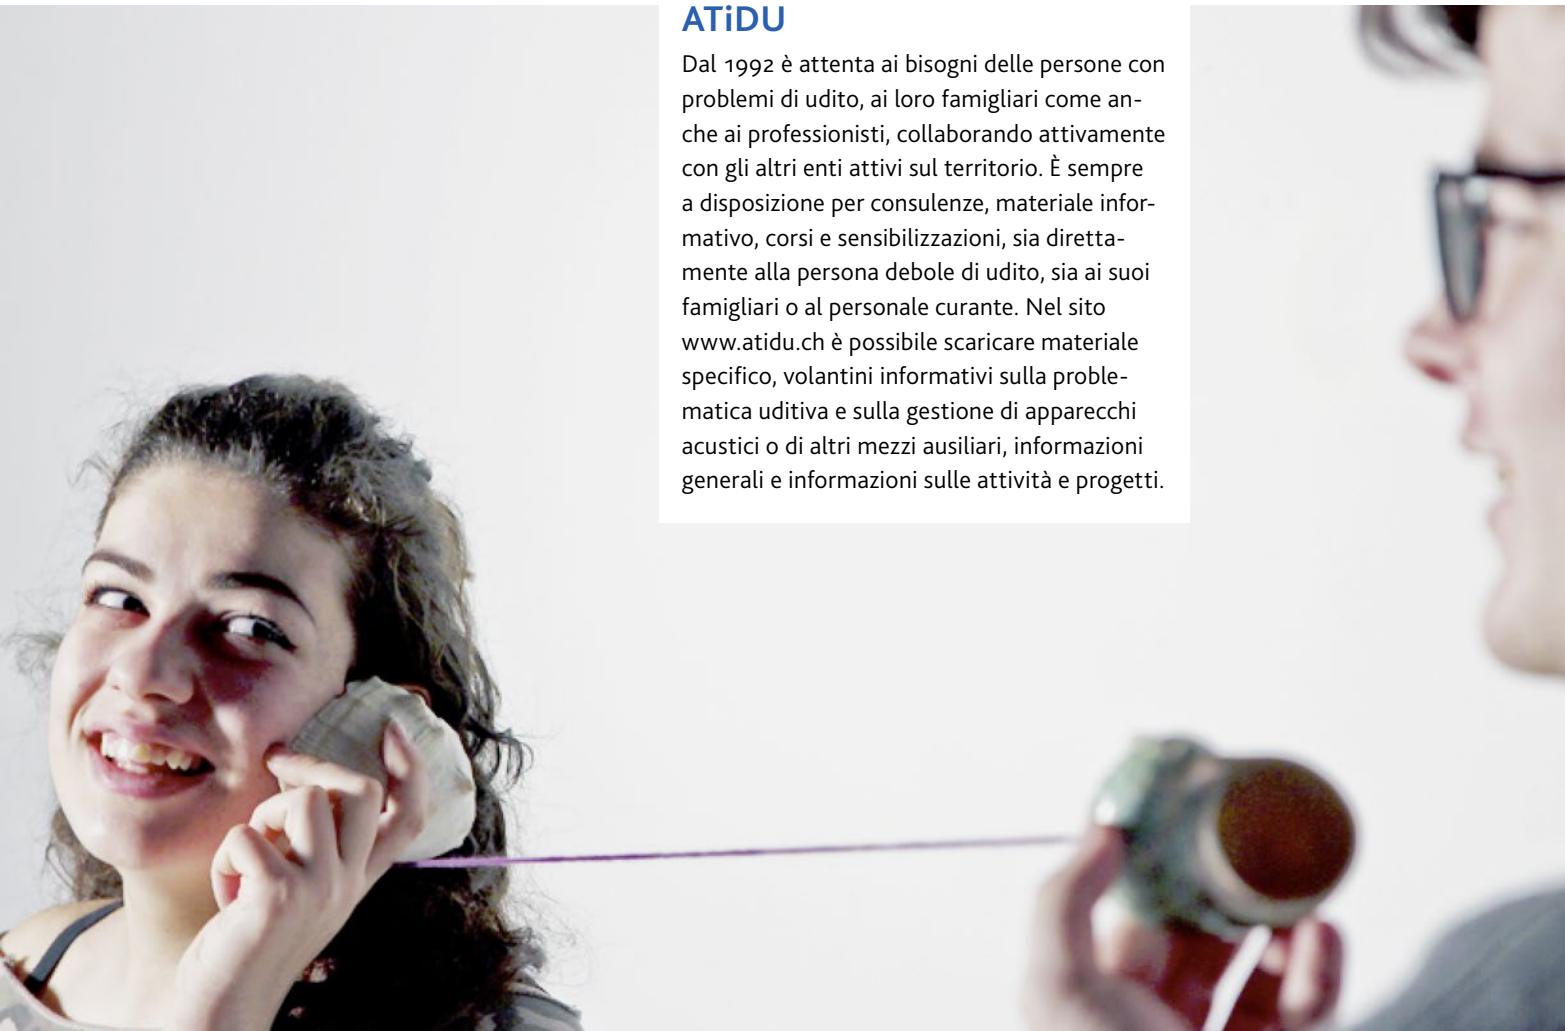 ATiDU
Dal 1992 è attenta ai bisogni delle persone con
problemi di udito, ai loro famigliari come an-
che ai professionisti, collaborando attivamente
con gli altri enti attivi sul territorio. È sempre
a disposizione per consulenze, materiale infor-
mativo, corsi e sensibilizzazioni, sia diretta-
mente alla persona debole di udito, sia ai suoi
famigliari o al personale curante. Nel sito
www.atidu.ch è possibile scaricare materiale
specifico, volantini informativi sulla proble-
matica uditiva e sulla gestione di apparecchi
acustici o di altri mezzi ausiliari, informazioni
generali e informazioni sulle attività e progetti.